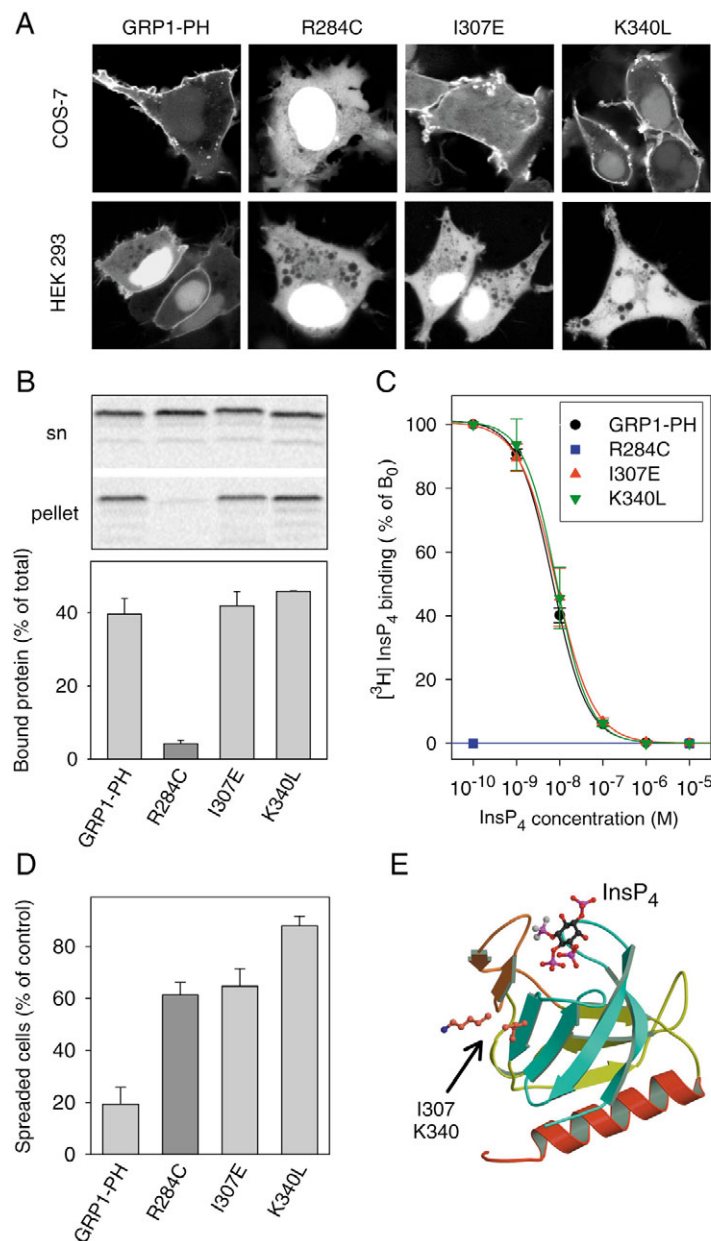 A
GRP1-PH R284C I307E K340L
COS-7
HEK 293
B
sn
pellet
Bound protein (% of total)
40
20
0
GRP1-PH R284C I307E K340L
C
[³H] InsP₄ binding ( % of B₀)
100
80
60
40
20
0
GRP1-PH
R284C
I307E
K340L
10⁻¹⁰ 10⁻⁹ 10⁻⁸ 10⁻⁷ 10⁻⁶ 10⁻⁵
InsP₄ concentration (M)
D
Spreaded cells (% of control)
80
60
40
20
0
GRP1-PH R284C I307E K340L
E
InsP₄
I307
K340